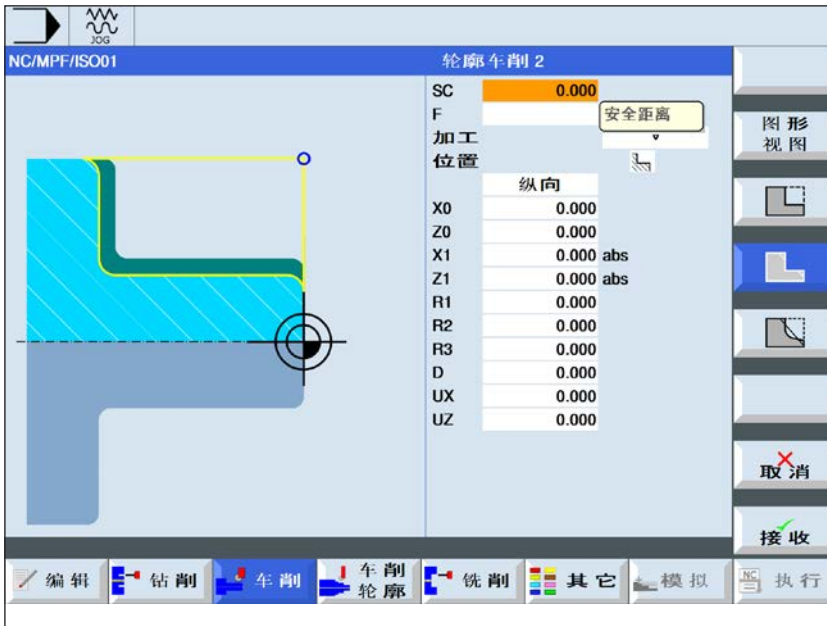 JOG
NC/MPF/ISO01
轮廓车削 2
SC 0.000
F
安全距离
加工 ▿
位置
纵向
X0 0.000
Z0 0.000
X1 0.000 abs
Z1 0.000 abs
R1 0.000
R2 0.000
R3 0.000
D 0.000
UX 0.000
UZ 0.000
图形
视图
取消
接收
编辑
钻削
车削
车削
轮廓
铣削
其它
模拟
NC
执行